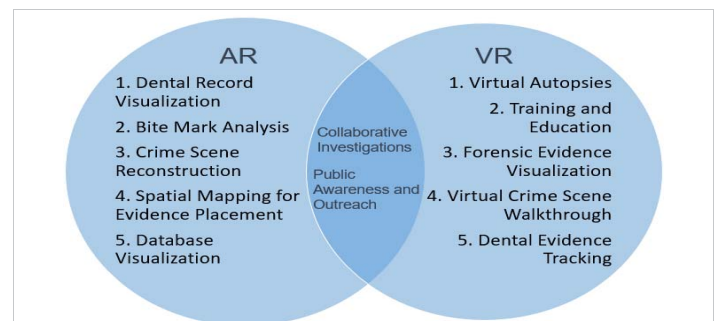 AR
1. Dental Record
Visualization
2. Bite Mark Analysis
3. Crime Scene
Reconstruction
4. Spatial Mapping for
Evidence Placement
5. Database
Visualization
Collaborative
Investigations
Public
Awareness and
Outreach
VR
1. Virtual Autopsies
2. Training and
Education
3. Forensic Evidence
Visualization
4. Virtual Crime Scene
Walkthrough
5. Dental Evidence
Tracking